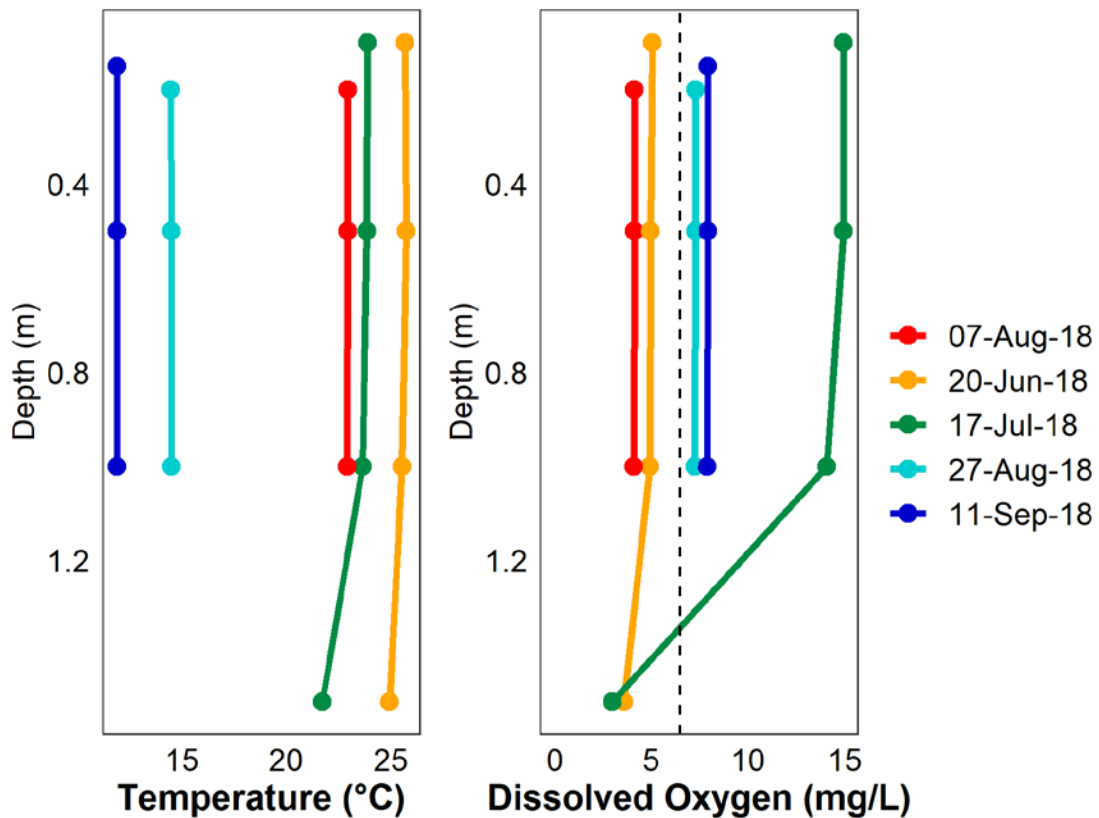 0.4
0.8
1.2
Depth (m)
15 20 25
Temperature (°C)
0.4
0.8
1.2
Depth (m)
0 5 10 15
Dissolved Oxygen (mg/L)
07-Aug-18
20-Jun-18
17-Jul-18
27-Aug-18
11-Sep-18